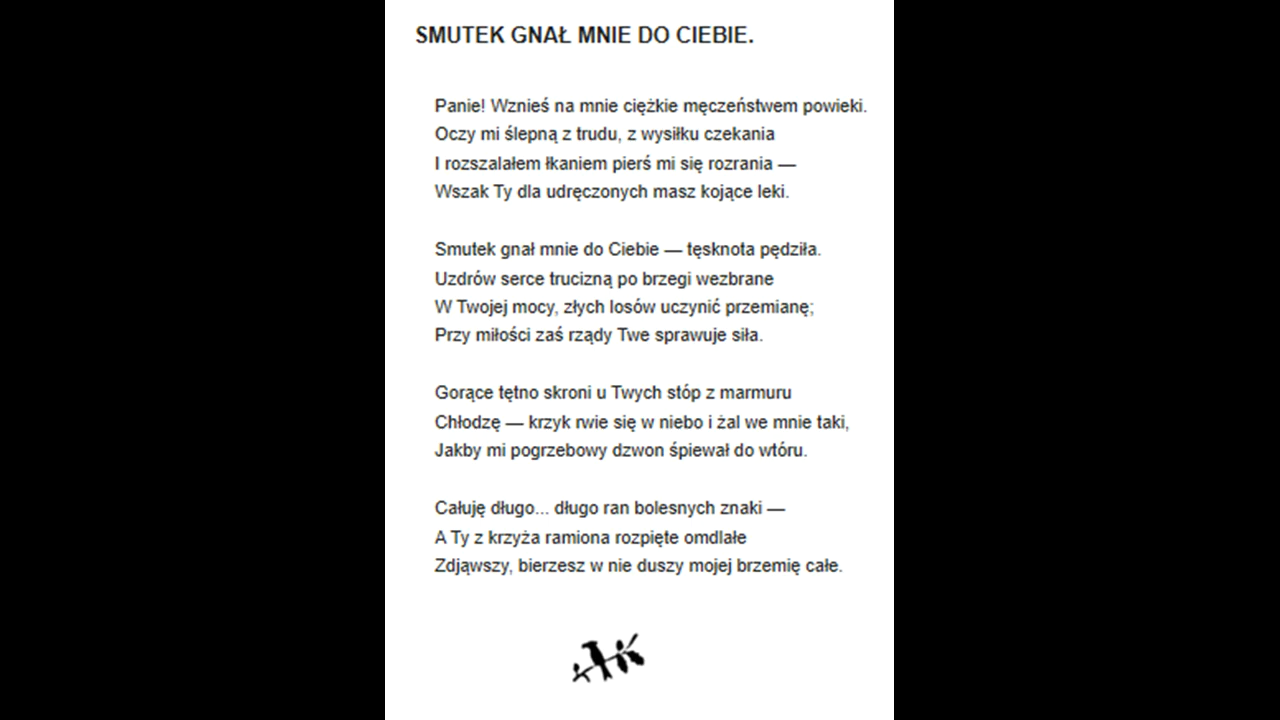 SMUTEK GNAŁ MNIE DO CIEBIE.
Panie! Wznieś na mnie ciężkie męczeństwem powieki.
Oczy mi ślepną z trudu, z wysiłku czekania
I rozszalałem łkaniem pierś mi się rozrania —
Wszak Ty dla udręczonych masz kojące leki.
Smutek gnał mnie do Ciebie — tęsknota pędziła.
Uzdrów serce trucizną po brzegi wezbrane
W Twojej mocy, złych losów uczynić przemianę;
Przy miłości zaś rządy Twe sprawuje siła.
Gorące tętno skroni u Twych stóp z marmuru
Chłodzę — krzyk rwie się w niebo i żal we mnie taki,
Jakby mi pogrzebowy dzwon śpiewał do wtóru.
Całuję długo... długo ran bolesnych znaki —
A Ty z krzyża ramiona rozpięte omdlałe
Zdjąwszy, bierzesz w nie duszy mojej brzemię całe.